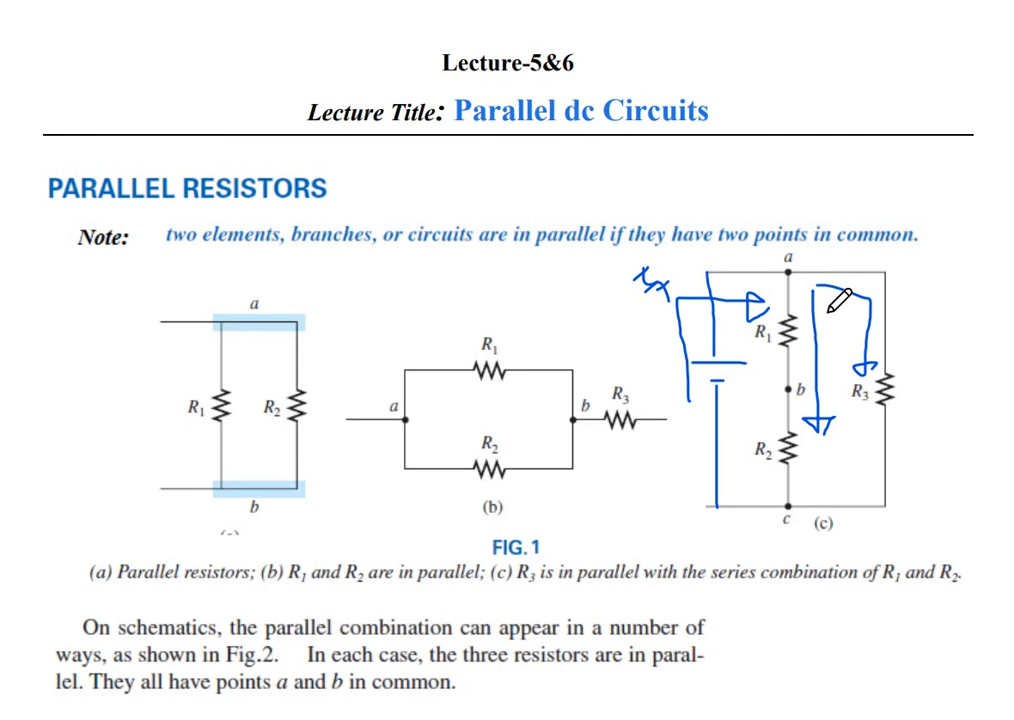 Lecture-5&6
Lecture Title: Parallel dc Circuits
PARALLEL RESISTORS
Note: two elements, branches, or circuits are in parallel if they have two points in common.
a
R1 R2
b
R1
a b R3
R2
(b)
a
R1
b R3
R2
c (c)
FIG. 1
(a) Parallel resistors; (b) R1 and R2 are in parallel; (c) R3 is in parallel with the series combination of R1 and R2.
On schematics, the parallel combination can appear in a number of
ways, as shown in Fig.2. In each case, the three resistors are in paral-
lel. They all have points a and b in common.